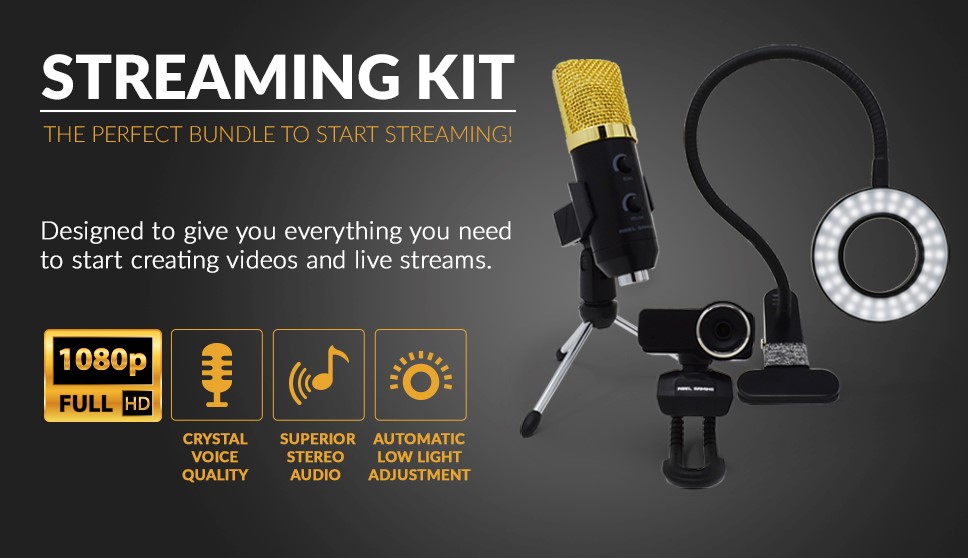 STREAMING KIT
THE PERFECT BUNDLE TO START STREAMING!
Designed to give you everything you need
to start creating videos and live streams.
1080p
FULL HD
CRYSTAL
VOICE
QUALITY
SUPERIOR
STEREO
AUDIO
AUTOMATIC
LOW LIGHT
ADJUSTMENT